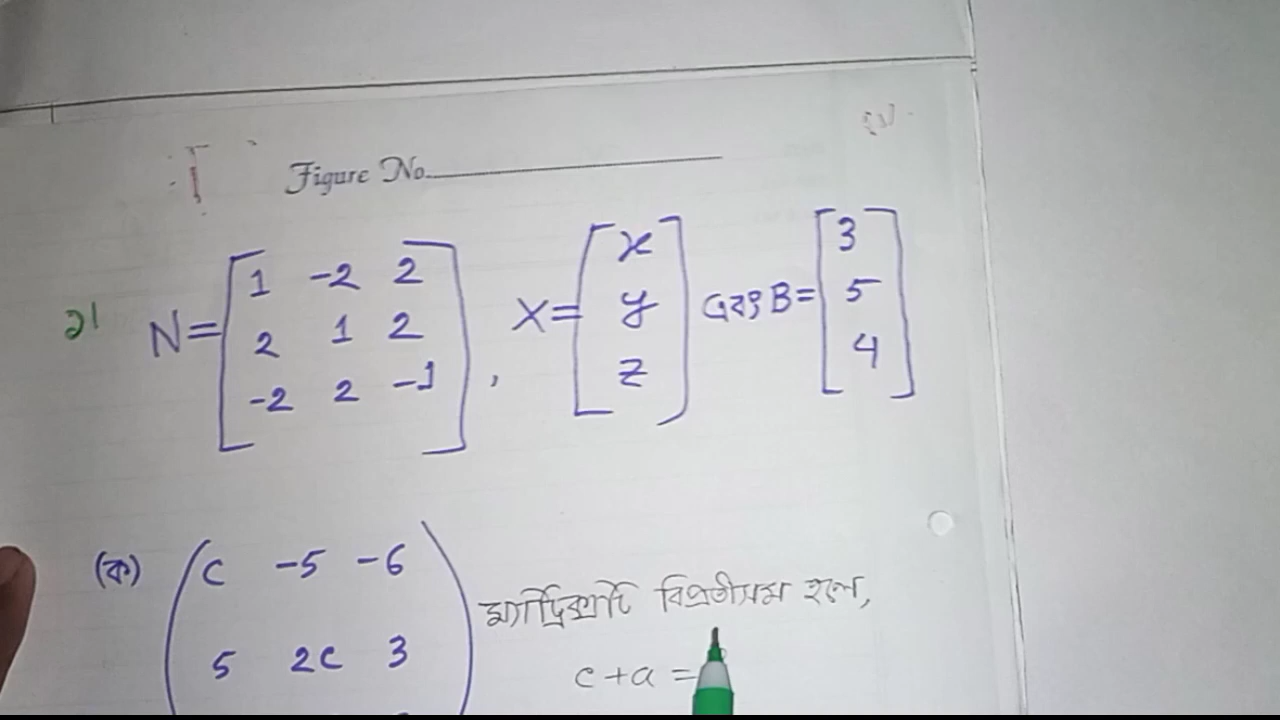 Figure No.
২। N = [1 -2 2 2 1 2 -2 2 -1], X = [x y z] এবং B = [3 5 4]
(ক) (c -5 -6
5 2c 3
ম্যাট্রিক্সটি বিপ্রতিসম হলে,
c + a =